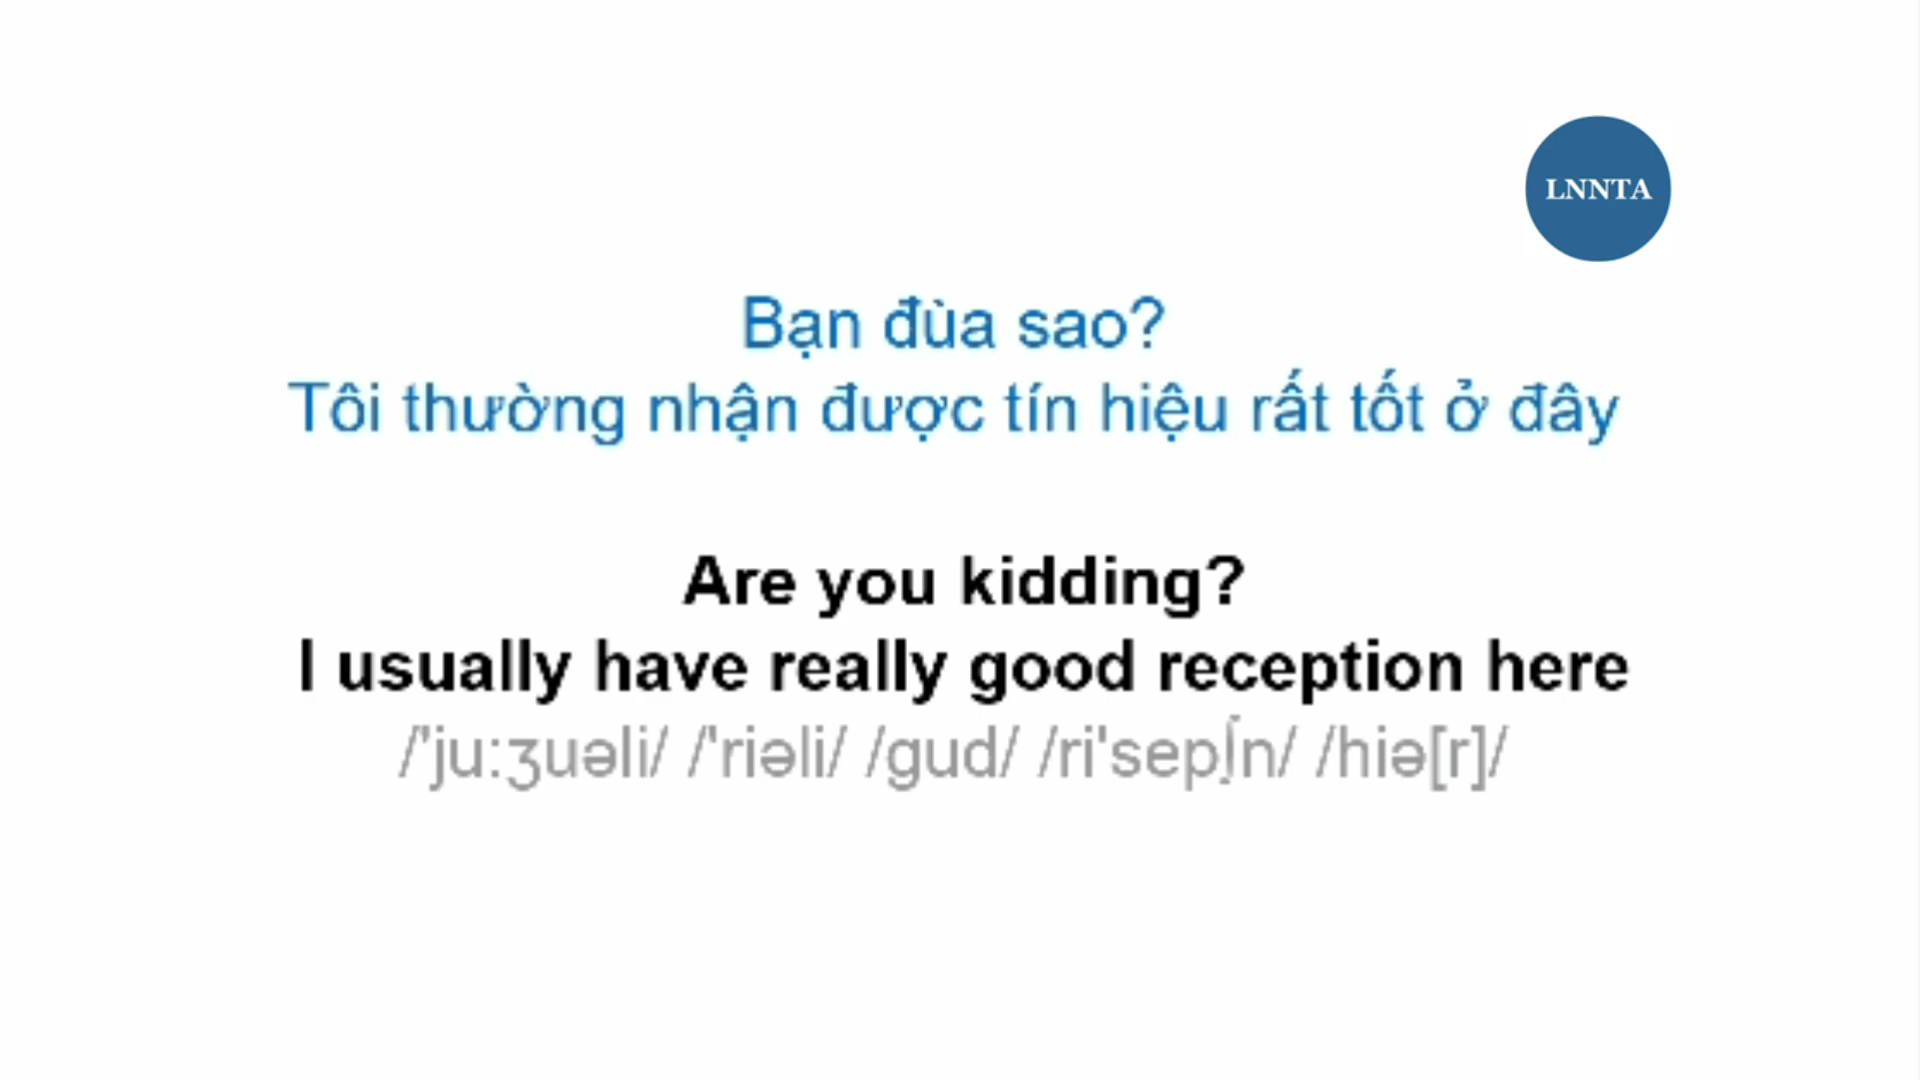 LNNTA
Bạn đùa sao?
Tôi thường nhận được tín hiệu rất tốt ở đây
Are you kidding?
I usually have really good reception here
/'ju:ʒuəli/ /'riəli/ /gud/ /ri'sep∫n/ /hiə[r]/